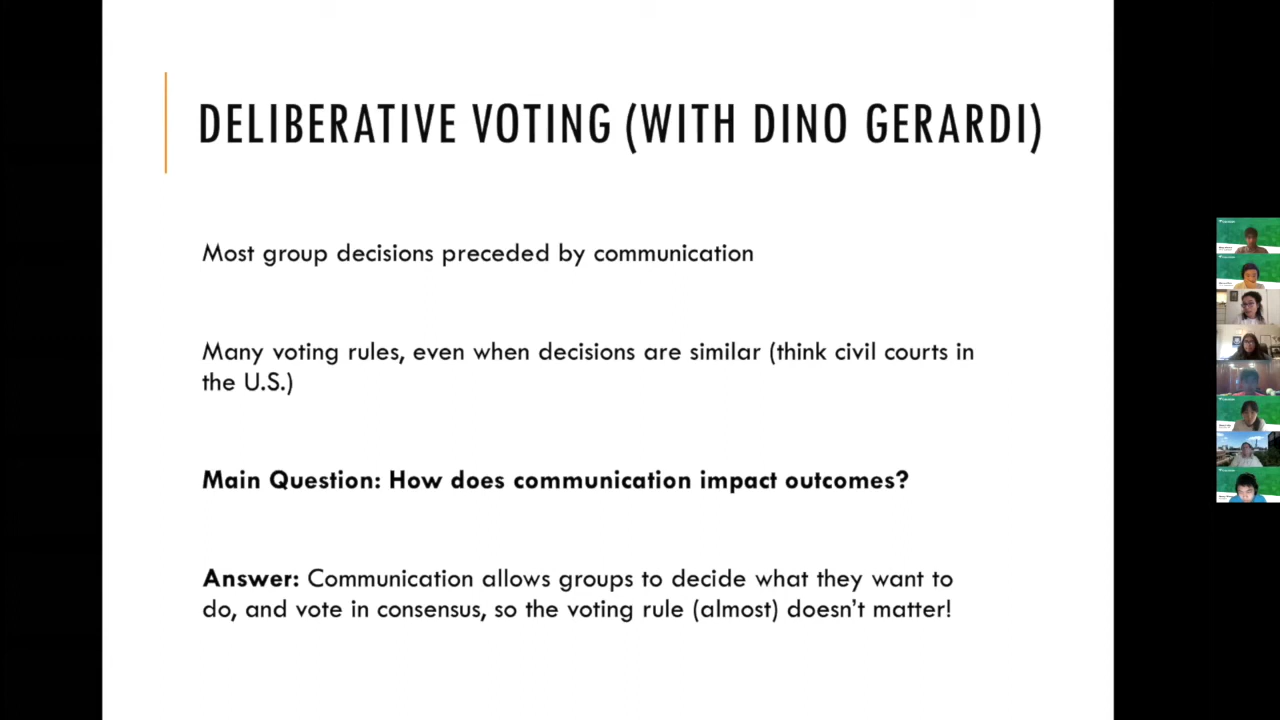 DELIBERATIVE VOTING (WITH DINO GERARDI)
Most group decisions preceded by communication
Many voting rules, even when decisions are similar (think civil courts in
the U.S.)
Main Question: How does communication impact outcomes?
Answer: Communication allows groups to decide what they want to
do, and vote in consensus, so the voting rule (almost) doesn't matter!